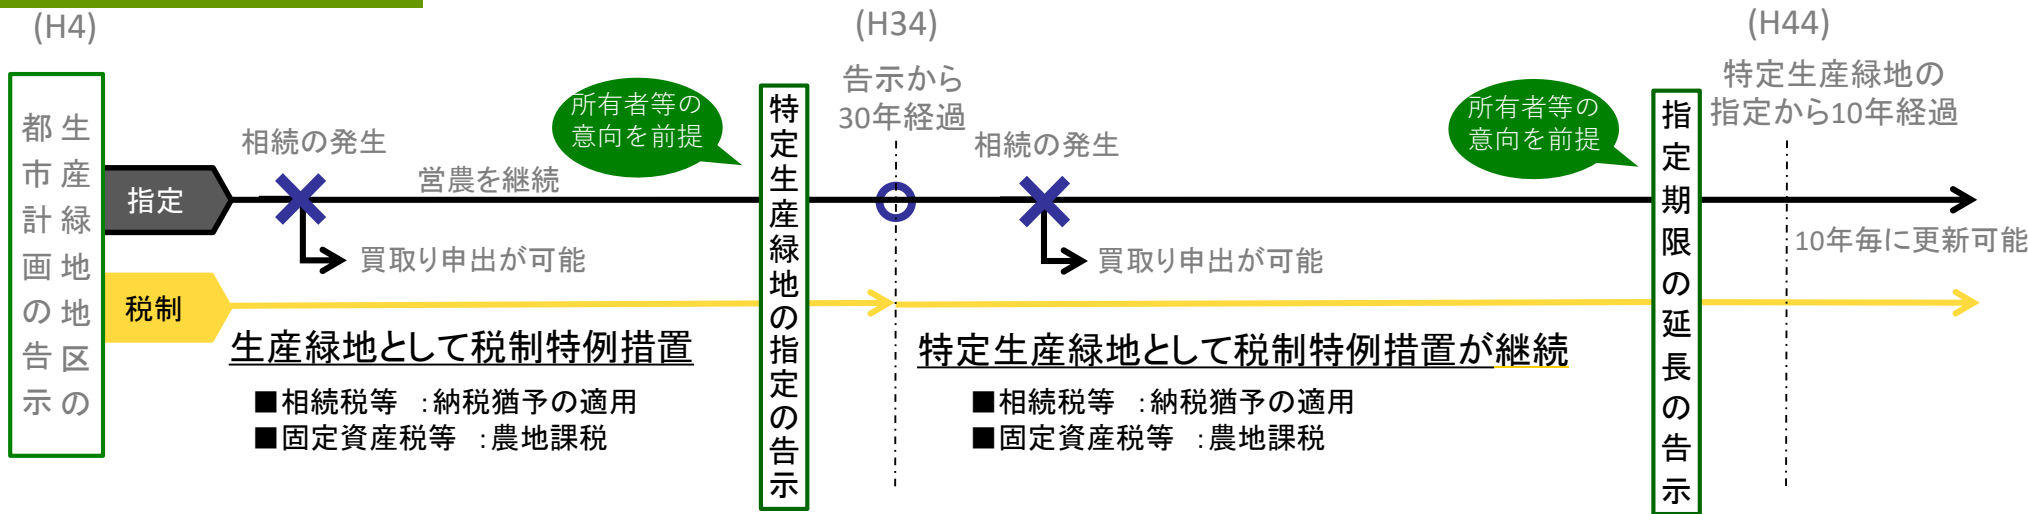 (H4)
生産緑地地区の
都市計画の告示
指定
税制
相続の発生
営農を継続
買取り申出が可能
生産緑地として税制特例措置
■相続税等 :納税猶予の適用
■固定資産税等 :農地課税
所有者等の
意向を前提
特定生産緑地の指定の告示
(H34)
告示から
30年経過
相続の発生
買取り申出が可能
特定生産緑地として税制特例措置が継続
■相続税等 :納税猶予の適用
■固定資産税等 :農地課税
所有者等の
意向を前提
指定期限の延長の告示
(H44)
特定生産緑地の
指定から10年経過
10年毎に更新可能